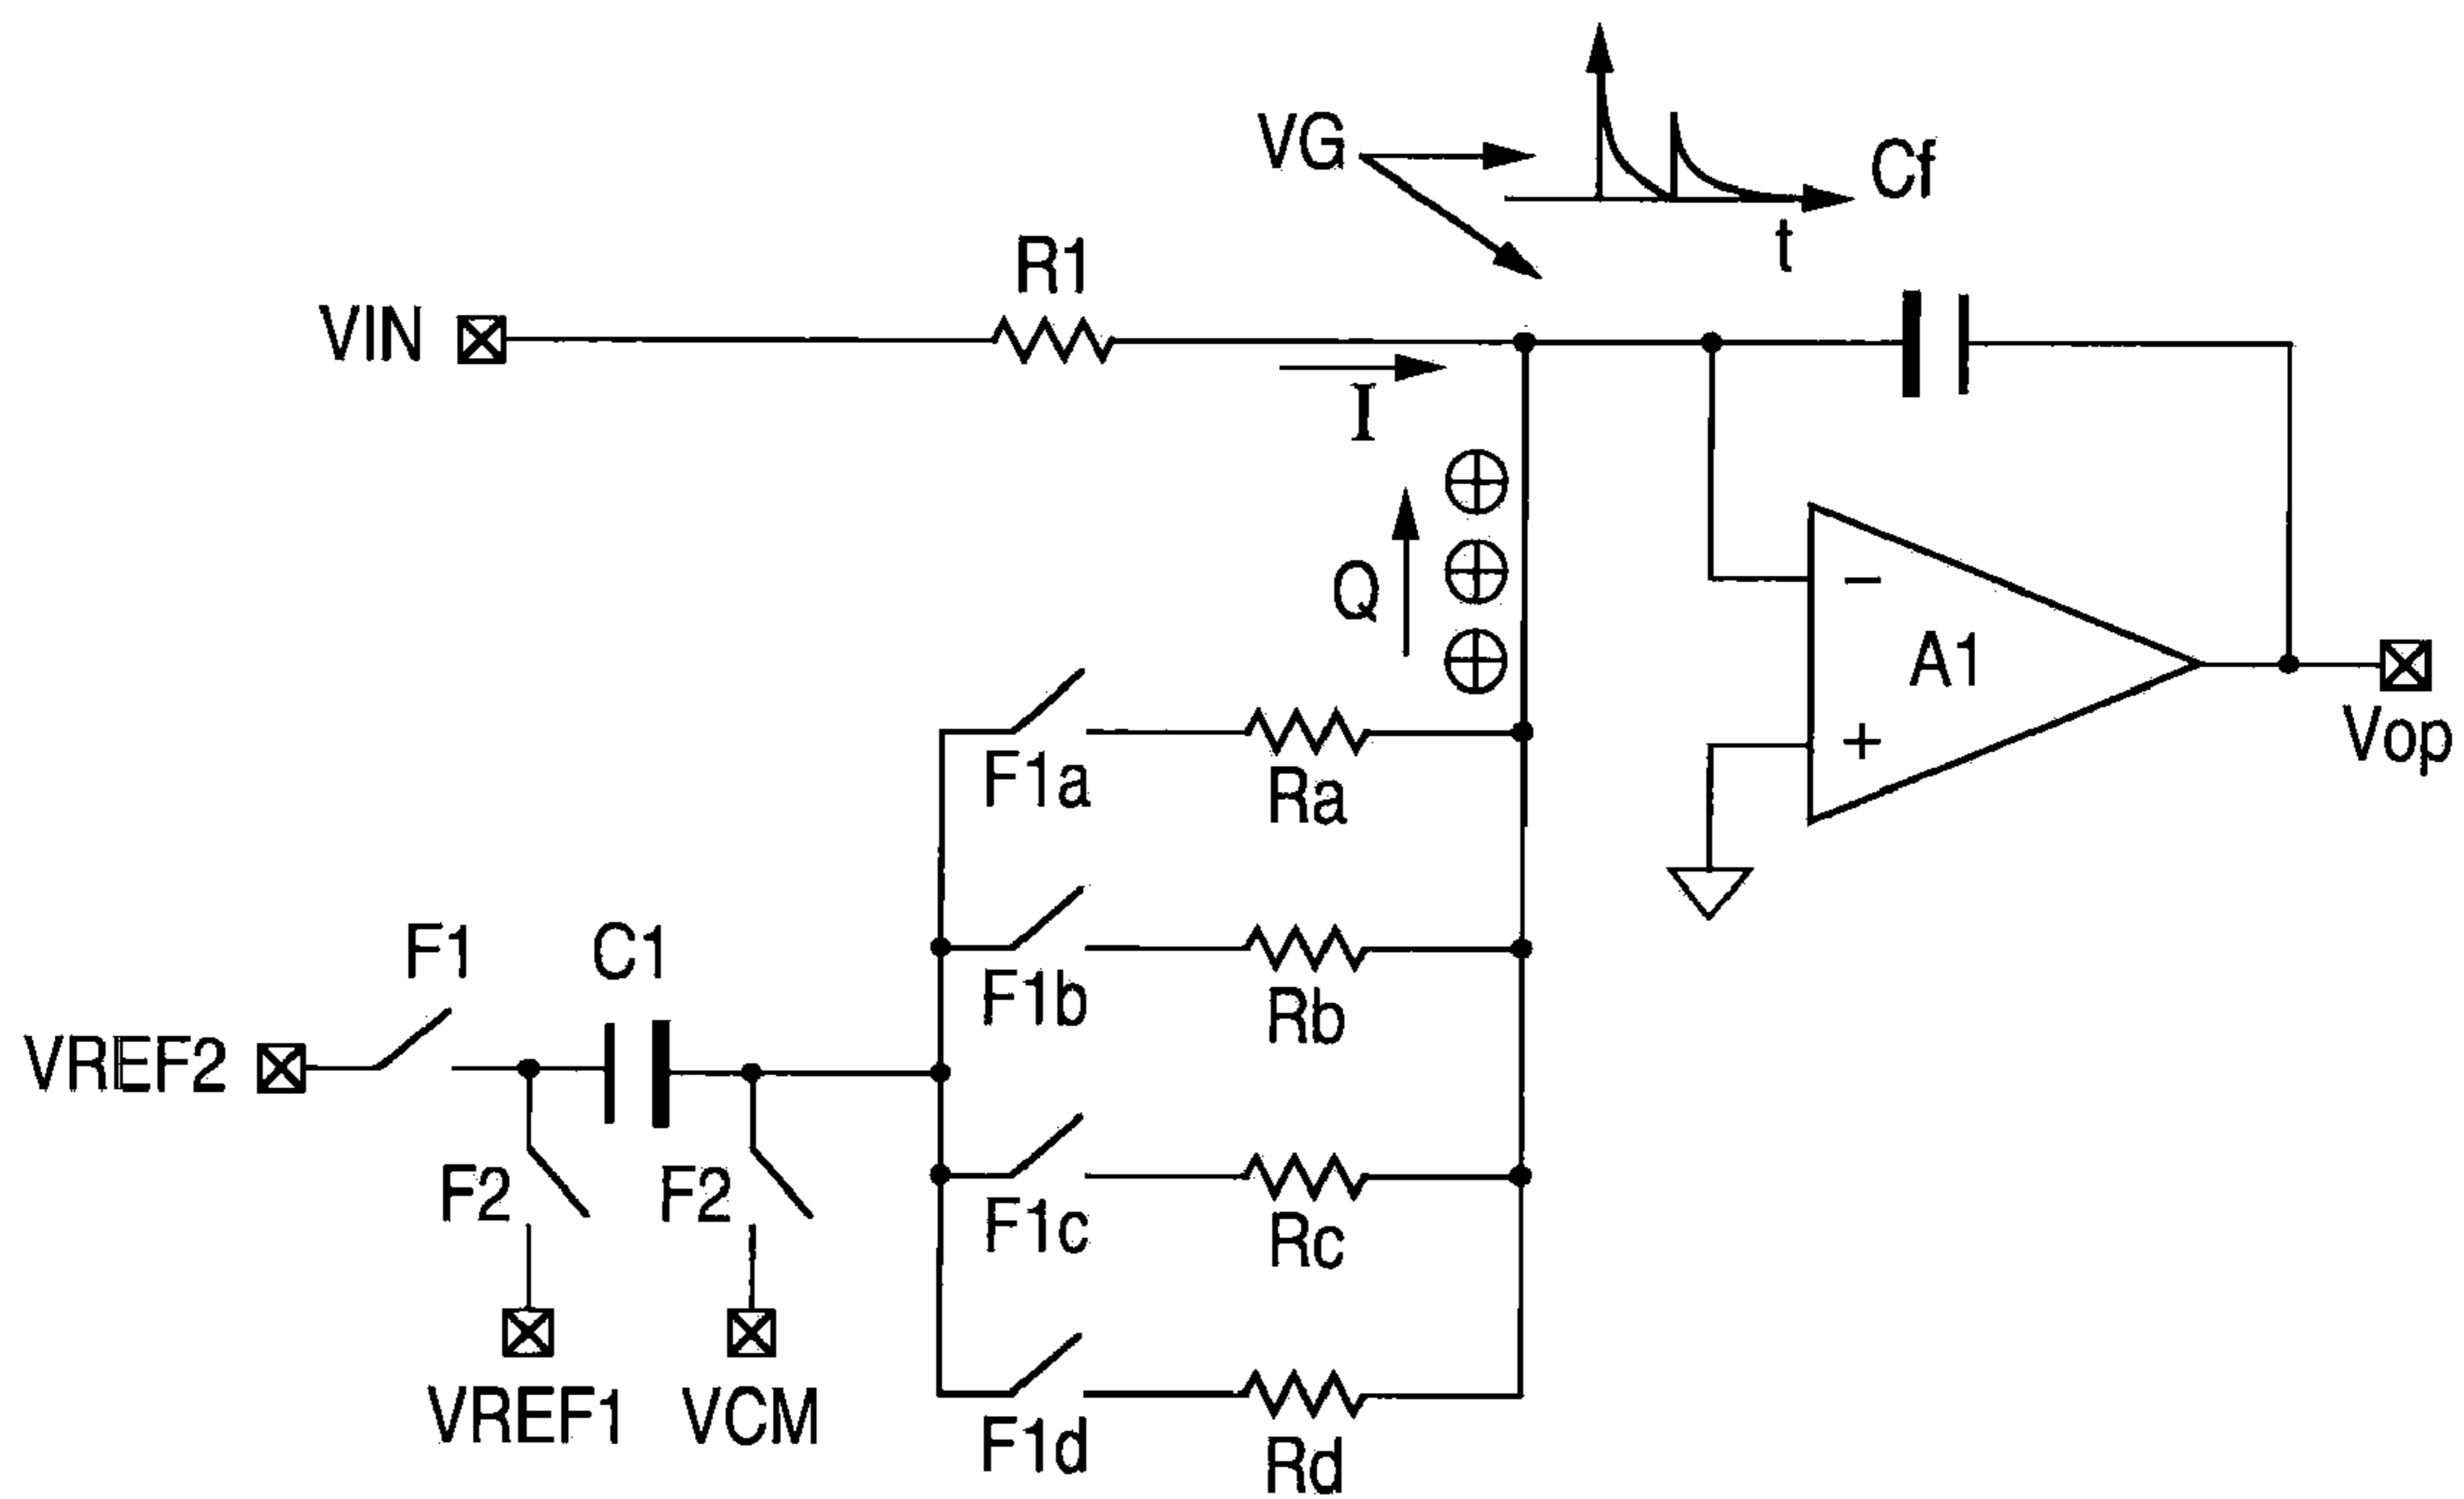 VG
Cf
t
R1
VIN
I
Q
−
A1
+
Vop
F1a
Ra
F1
C1
F1b
Rb
VREF2
F2
F2
F1c
Rc
VREF1
VCM
F1d
Rd